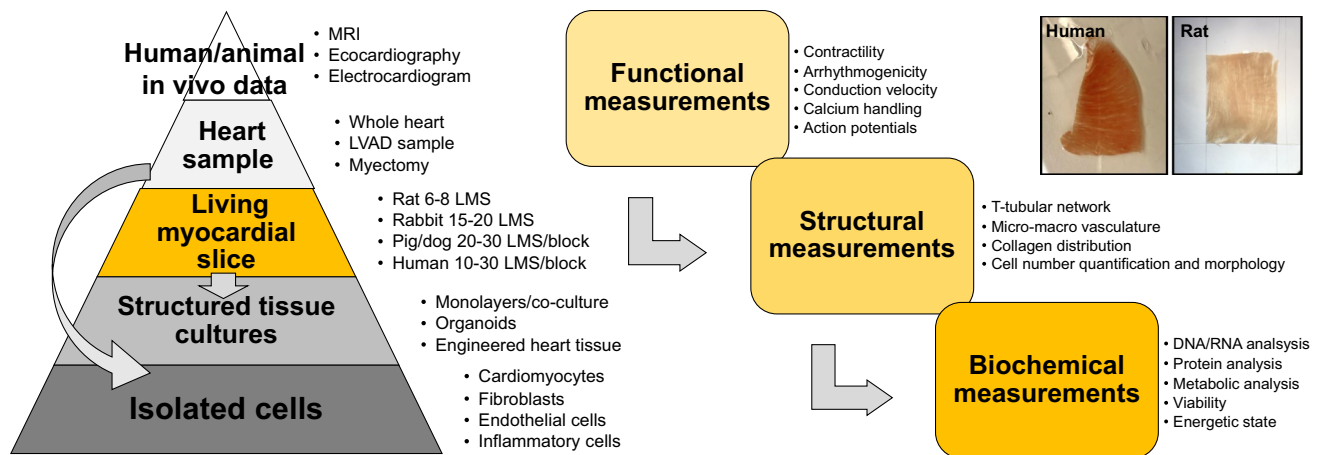 Human/animal
in vivo data
• MRI
• Ecocardiography
• Electrocardiogram
Heart
sample
• Whole heart
• LVAD sample
• Myectomy
Living
myocardial
slice
• Rat 6-8 LMS
• Rabbit 15-20 LMS
• Pig/dog 20-30 LMS/block
• Human 10-30 LMS/block
Structured tissue
cultures
• Monolayers/co-culture
• Organoids
• Engineered heart tissue
Isolated cells
• Cardiomyocytes
• Fibroblasts
• Endothelial cells
• Inflammatory cells
Functional
measurements
• Contractility
• Arrhythmogenicity
• Conduction velocity
• Calcium handling
• Action potentials
Structural
measurements
• T-tubular network
• Micro-macro vasculature
• Collagen distribution
• Cell number quantification and morphology
Biochemical
measurements
• DNA/RNA analsysis
• Protein analysis
• Metabolic analysis
• Viability
• Energetic state
Human
Rat